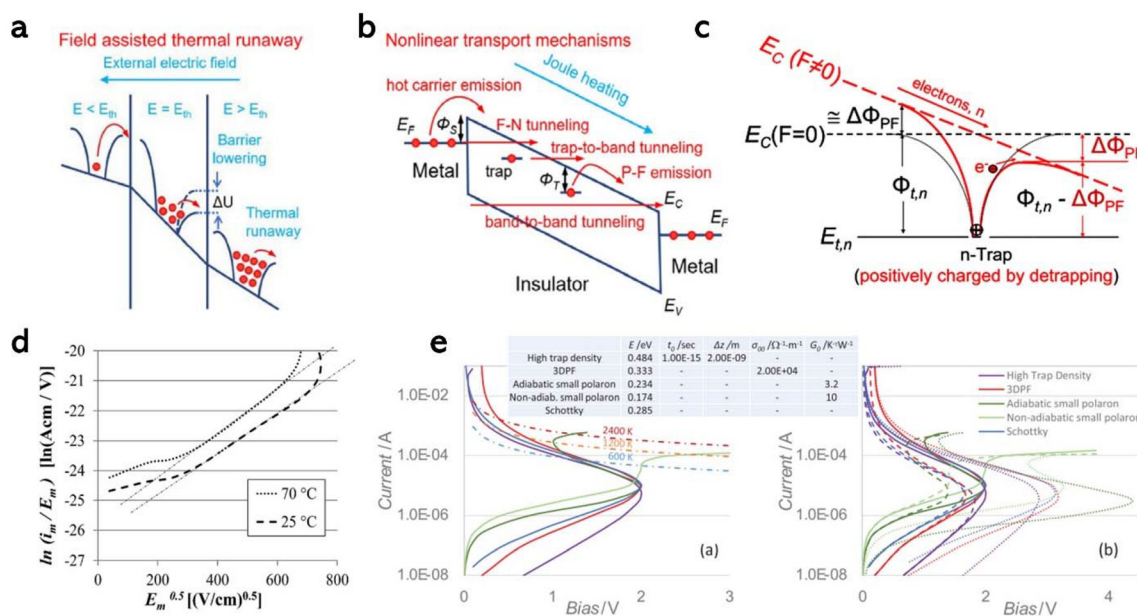 a
Field assisted thermal runaway
External electric field
E < Eth E = Eth E > Eth
Barrier
lowering
ΔU
Thermal
runaway
b
Nonlinear transport mechanisms
Joule heating
hot carrier emission
ΦS
EF
F-N tunneling
Metal
trap-to-band tunneling
trap
ΦT
P-F emission
EC
band-to-band tunneling
EF
Metal
Insulator
EV
c
EC (F≠0)
electrons, n
≅ ΔΦPF
EC(F=0)
ΔΦPF
e-
Φt,n
Φt,n - ΔΦPF
Et,n
n-Trap
(positively charged by detrapping)
d
ln (im / Em) [ln(Acm / V)]
-20
-21
-22
-23
-24
-25
-26
70 °C
25 °C
0 200 400 600 800
Em 0.5 [(V/cm)0.5]
e
E /eV t0 /sec Δz /m σ00 /Ω-1·m-1 G0 /K·W-1
High trap density 0.484 1.00E-15 2.00E-09 - -
3DPF 0.333 - - 2.00E+04 -
Adiabatic small polaron 0.234 - - - 3.2
Non-adiab. small polaron 0.174 - - - 10
Schottky 0.285 - - -
Current /A
1.0E-02
1.0E-04
1.0E-06
1.0E-08
2400 K
1200 K
600 K
(a)
0 1 2 3
Bias/V
Current /A
1.0E-02
1.0E-04
1.0E-06
1.0E-08
High Trap Density
3DPF
Adiabatic small polaron
Non-adiabatic small polaron
Schottky
(b)
0 2 4
Bias/V